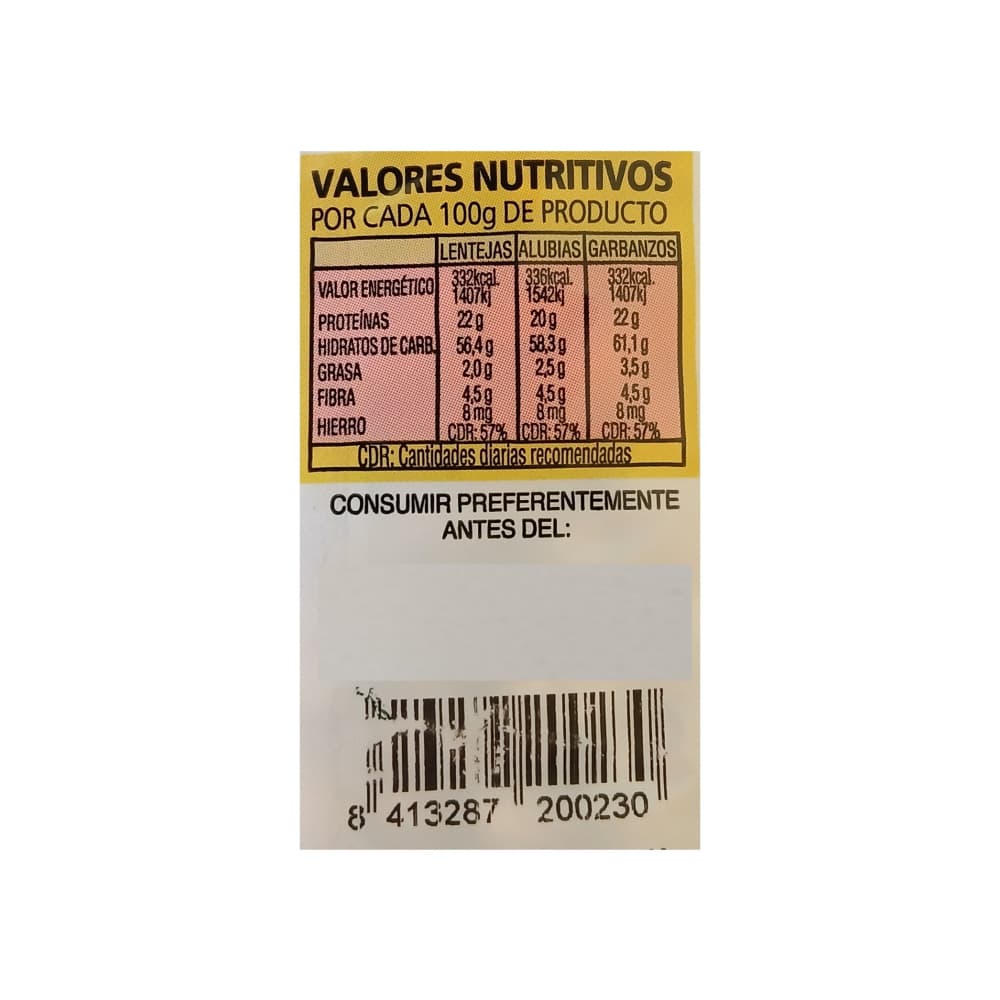 VALORES NUTRITIVOS
POR CADA 100g DE PRODUCTO
LENTEJAS ALUBIAS GARBANZOS
VALOR ENERGÉTICO 332kcal. 336kcal. 332kcal.
1407kj 1542kj 1407kj
PROTEÍNAS 22 g 20 g 22 g
HIDRATOS DE CARB. 56,4 g 58,3 g 61,1 g
GRASA 2,0 g 2,5 g 3,5 g
FIBRA 4,5 g 4,5 g 4,5 g
HIERRO 8 mg 8 mg 8 mg
CDR: 57% CDR: 57% CDR: 57%
CDR: Cantidades diarias recomendadas
CONSUMIR PREFERENTEMENTE
ANTES DEL:
8 413287 200230